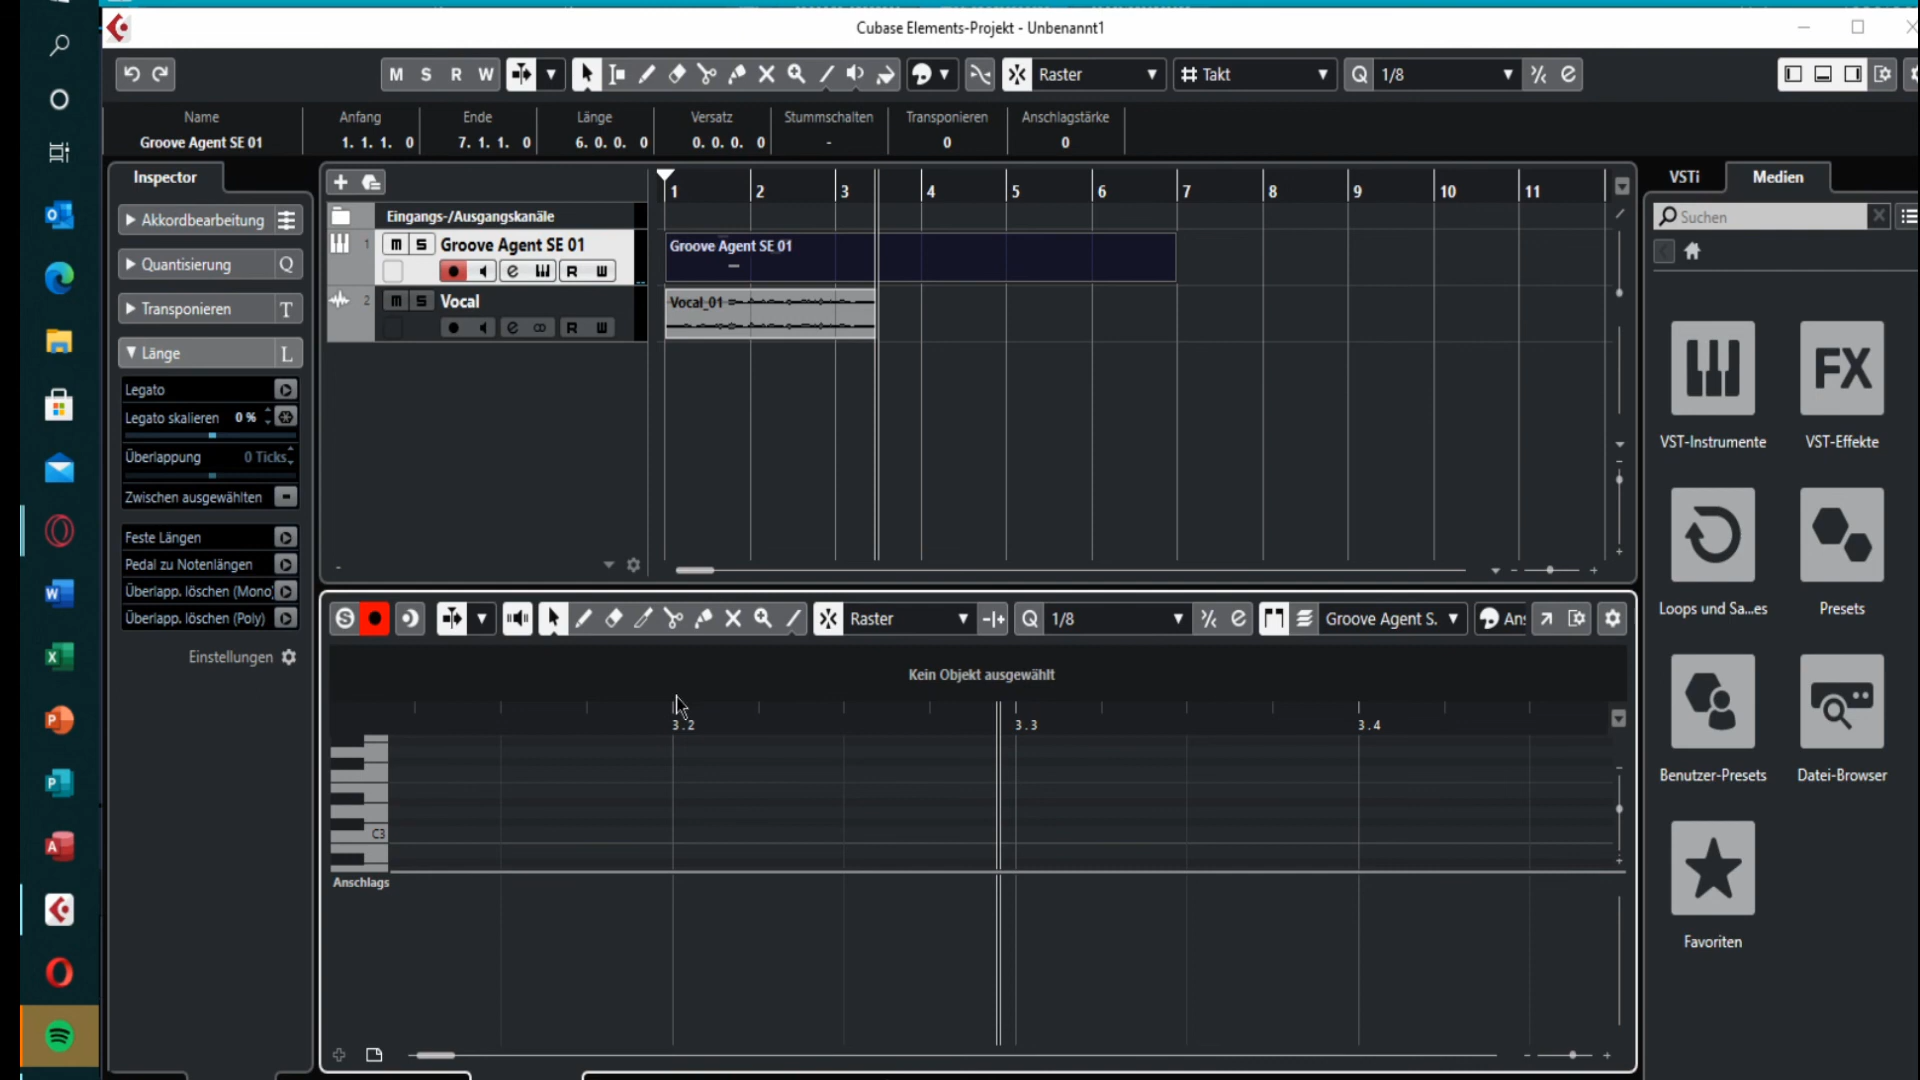 Cubase Elements-Projekt - Unbenannt1
M S R W Raster Takt Q 1/8
Name Anfang Ende Länge Versatz Stummschalten Transponieren Anschlagstärke
Groove Agent SE 01 1. 1. 1. 0 7. 1. 1. 0 6. 0. 0. 0 0. 0. 0. 0 - 0 0
Inspector
Akkordbearbeitung
Quantisierung Q
Transponieren T
Länge L
Legato
Legato skalieren 0 %
Überlappung 0 Ticks
Zwischen ausgewählten
Feste Längen
Pedal zu Notenlängen
Überlapp. löschen (Mono)
Überlapp. löschen (Poly)
Einstellungen
1 2 3 4 5 6 7 8 9 10 11
Eingangs-/Ausgangskanäle
1 m S Groove Agent SE 01
R W
2 m S Vocal
R W
Groove Agent SE 01
Vocal_01
S Raster Q 1/8 Groove Agent S. Ans
Kein Objekt ausgewählt
3.2 3.3 3.4
C3
Anschlags
VSTi Medien
Suchen
VST-Instrumente
FX
VST-Effekte
Loops und Sa...es
Presets
Benutzer-Presets
Datei-Browser
Favoriten